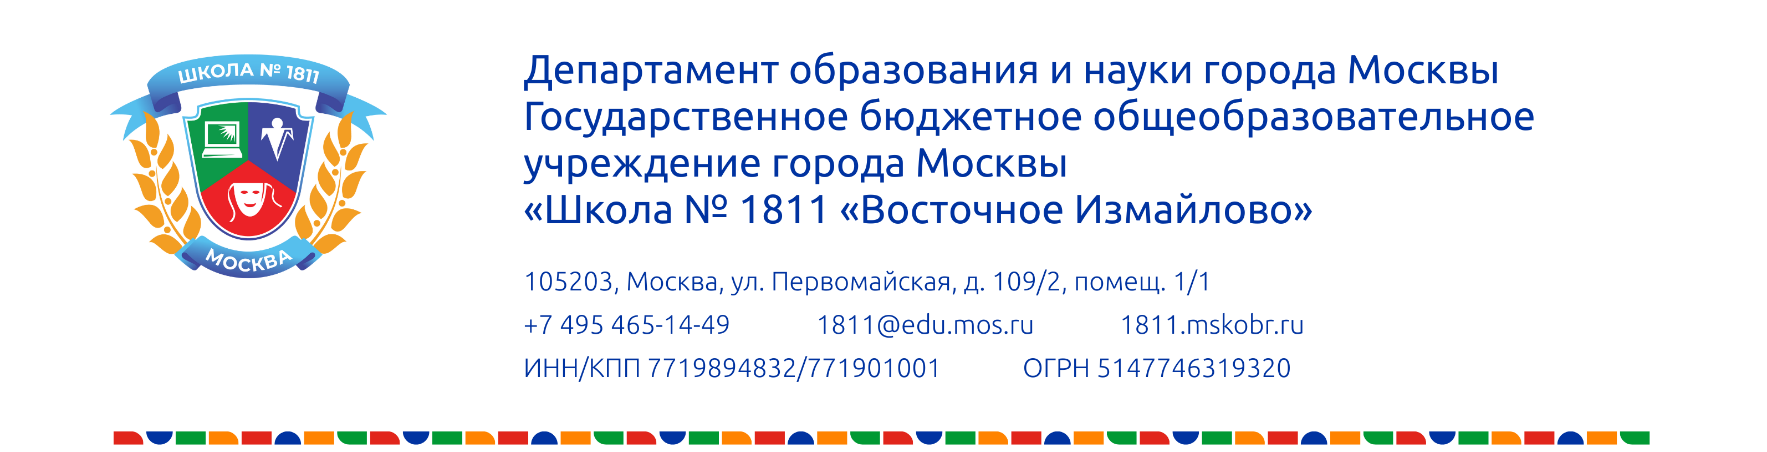 ШКОЛА № 1811
МОСКВА
Департамент образования и науки города Москвы
Государственное бюджетное общеобразовательное
учреждение города Москвы
«Школа № 1811 «Восточное Измайлово»
105203, Москва, ул. Первомайская, д. 109/2, помещ. 1/1
+7 495 465-14-49 1811@edu.mos.ru 1811.mskobr.ru
ИНН/КПП 7719894832/771901001 ОГРН 5147746319320